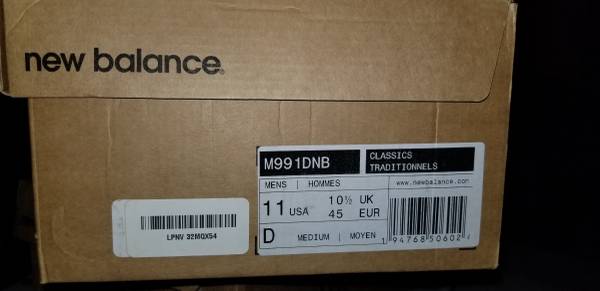 new balance
M991DNB
CLASSICS
TRADITIONNELS
MENS | HOMMES
www.newbalance.com
11 USA
10½ UK
45 EUR
D MEDIUM | MOYEN
LPNV 32MQX54